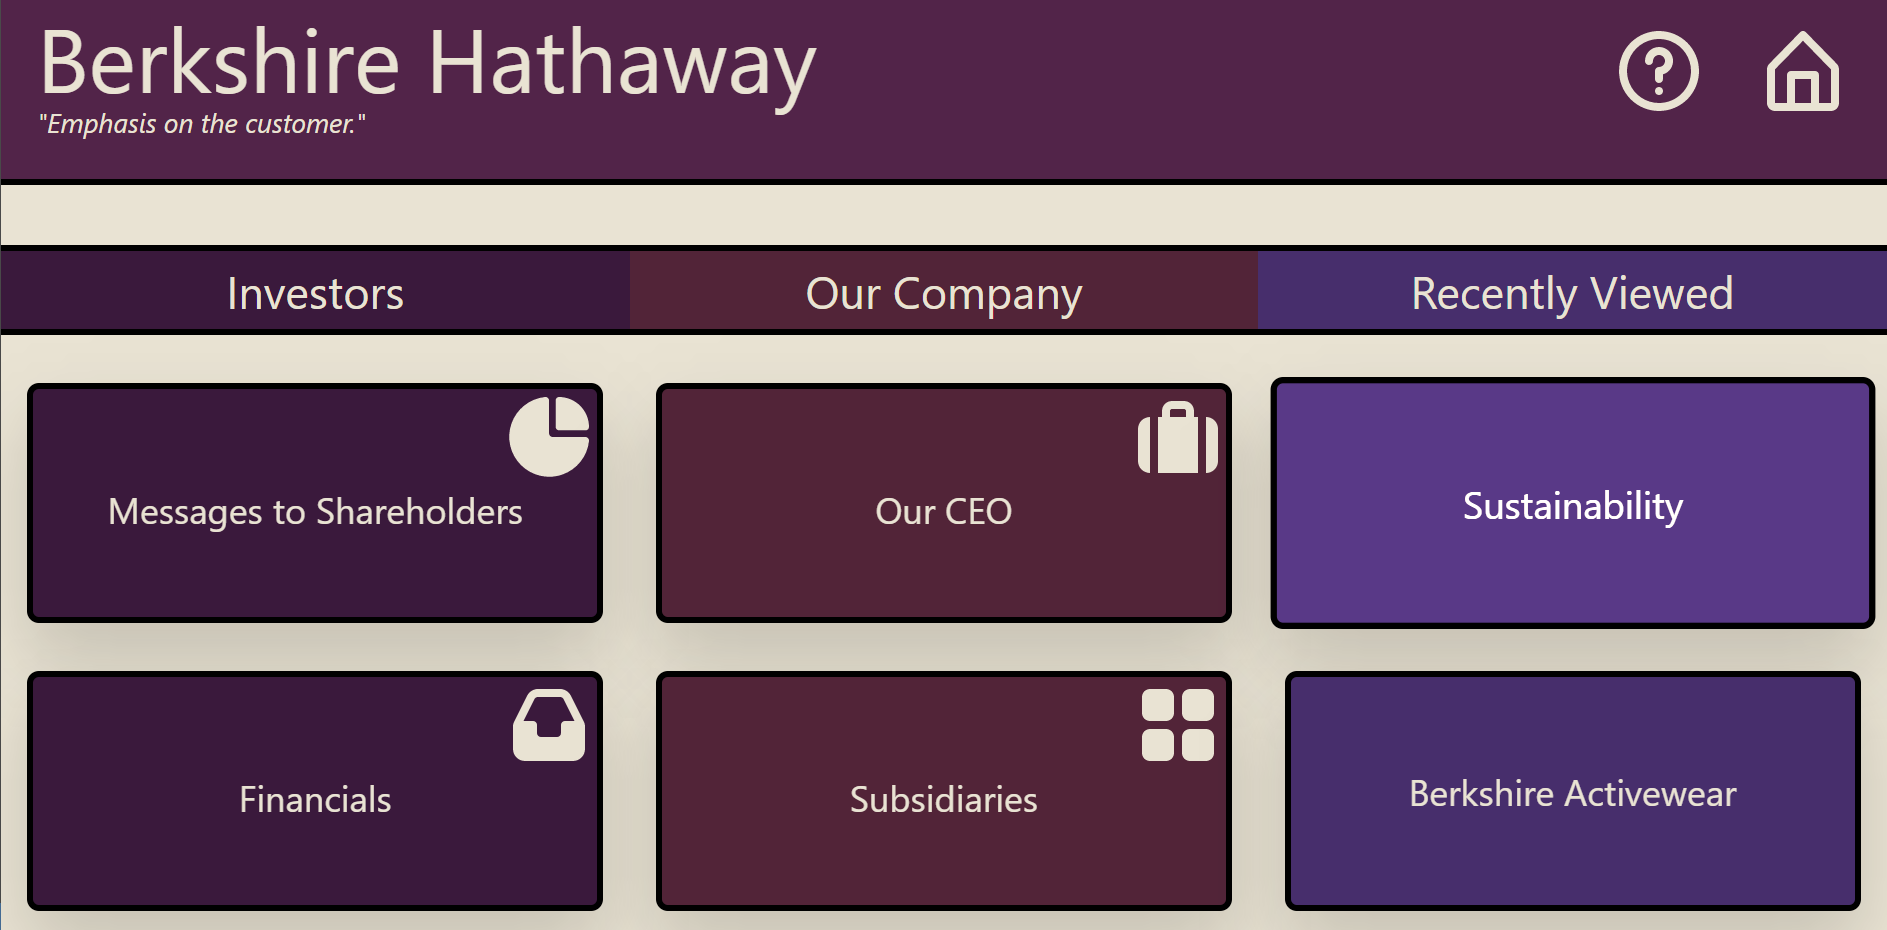 Berkshire Hathaway
"Emphasis on the customer."
Investors
Our Company
Recently Viewed
Messages to Shareholders
Our CEO
Sustainability
Financials
Subsidiaries
Berkshire Activewear